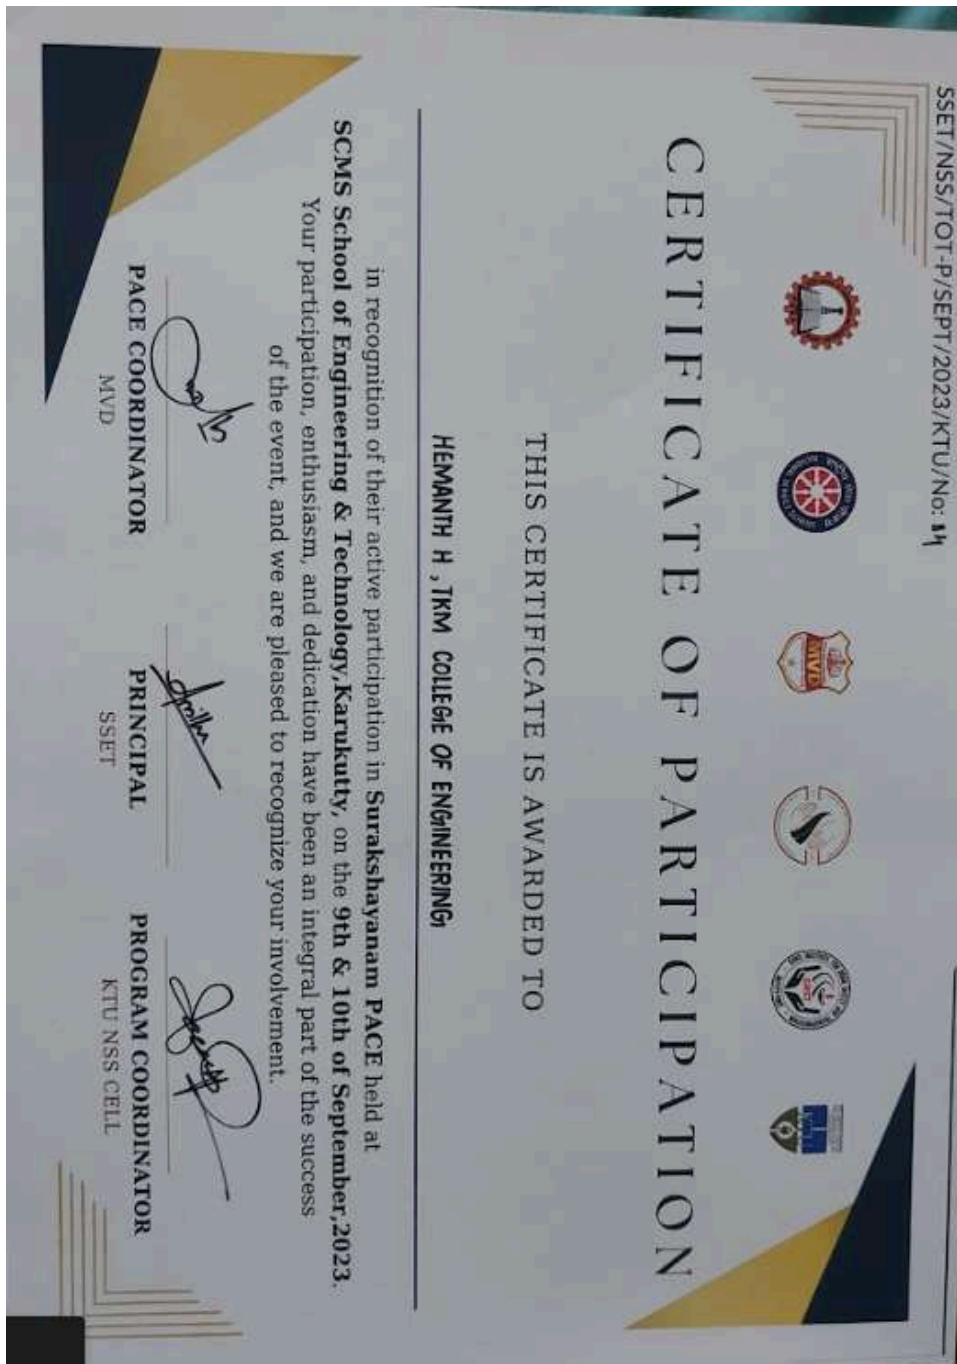 SSET/NSS/TOT-P/SEPT/2023/KTU/No:
MVD
CERTIFICATE OF PARTICIPATION
THIS CERTIFICATE IS AWARDED TO
HEMANTH H , TKM COLLEGE OF ENGINEERING
in recognition of their active participation in Surakshayanam PACE held at
SCMS School of Engineering & Technology,Karukutty, on the 9th & 10th of September,2023.
Your participation, enthusiasm, and dedication have been an integral part of the success
of the event, and we are pleased to recognize your involvement.
PACE COORDINATOR
MVD
PRINCIPAL
SSET
PROGRAM COORDINATOR
KTU NSS CELL